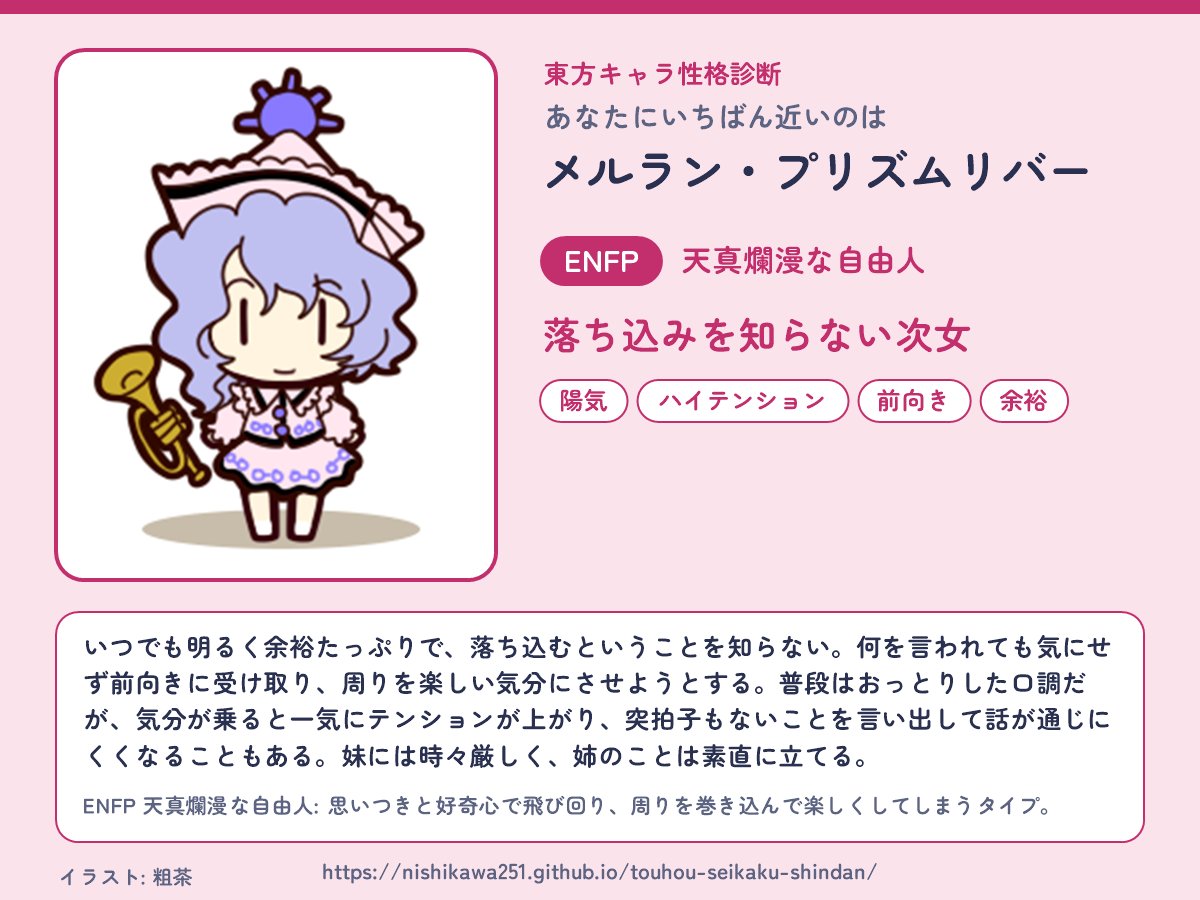 東方キャラ性格診断
あなたにいちばん近いのは
メルラン・プリズムリバー
ENFP 天真爛漫な自由人
落ち込みを知らない次女
陽気 ハイテンション 前向き 余裕
いつでも明るく余裕たっぷりで、落ち込むということを知らない。何を言われても気にせ
ず前向きに受け取り、周りを楽しい気分にさせようとする。普段はおっとりした口調だ
が、気分が乗ると一気にテンションが上がり、突拍子もないことを言い出して話が通じに
くくなることもある。妹には時々厳しく、姉のことは素直に立てる。
ENFP 天真爛漫な自由人: 思いつきと好奇心で飛び回り、周りを巻き込んで楽しくしてしまうタイプ。
イラスト: 粗茶
https://nishikawa251.github.io/touhou-seikaku-shindan/